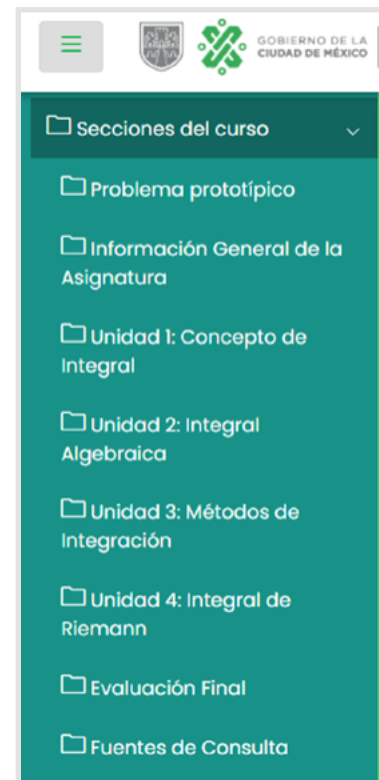 GOBIERNO DE LA
CIUDAD DE MÉXICO
Secciones del curso
Problema prototípico
Información General de la
Asignatura
Unidad 1: Concepto de
Integral
Unidad 2: Integral
Algebraica
Unidad 3: Métodos de
Integración
Unidad 4: Integral de
Riemann
Evaluación Final
Fuentes de Consulta